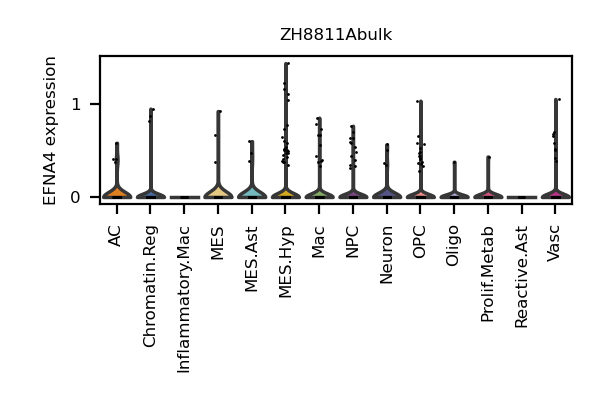 ZH8811Abulk
EFNA4 expression
1
0
AC
Chromatin.Reg
Inflammatory.Mac
MES
MES.Ast
MES.Hyp
Mac
NPC
Neuron
OPC
Oligo
Prolif.Metab
Reactive.Ast
Vasc